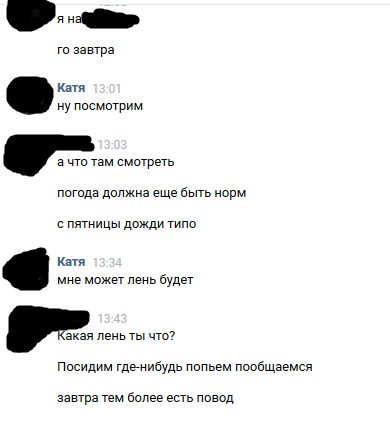 я на
го завтра
Катя 13:01
ну посмотрим
13:03
а что там смотреть
погода должна еще быть норм
с пятницы дожди типо
Катя 13:34
мне может лень будет
13:43
Какая лень ты что?
Посидим где-нибудь попьем пообщаемся
завтра тем более есть повод